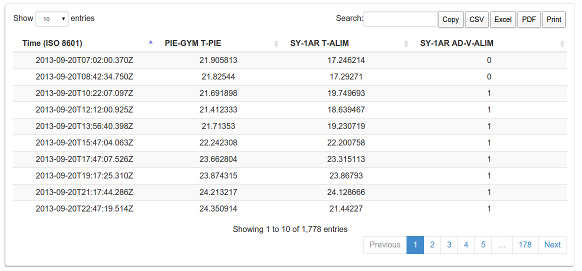 Show 10 entries Search: Copy CSV Excel PDF Print
Time (ISO 8601) PIE-GYM T-PIE SY-1AR T-ALIM SY-1AR AD-V-ALIM
2013-09-20T07:02:00.370Z 21.905813 17.246214 0
2013-09-20T08:42:34.750Z 21.82544 17.29271 0
2013-09-20T10:22:07.097Z 21.691898 19.749693 1
2013-09-20T12:12:00.925Z 21.412333 18.639467 1
2013-09-20T13:56:40.398Z 21.71353 19.230719 1
2013-09-20T15:47:04.063Z 22.242308 22.200758 1
2013-09-20T17:47:07.526Z 23.662804 23.315113 1
2013-09-20T19:17:25.310Z 23.874315 23.86793 1
2013-09-20T21:17:44.286Z 24.213217 24.128666 1
2013-09-20T22:47:19.514Z 24.350914 21.44227 1
Showing 1 to 10 of 1,778 entries
Previous 1 2 3 4 5 … 178 Next